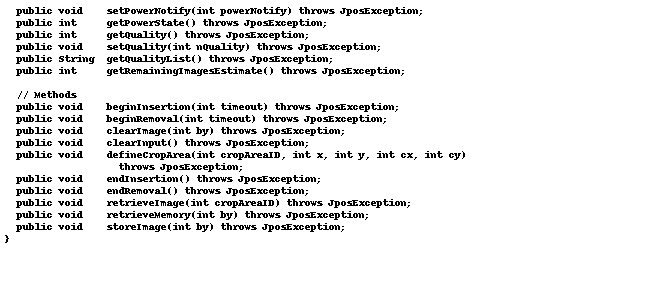 public void    setPowerNotify(int powerNotify) throws JposException;
public int     getPowerState() throws JposException;
public int     getQuality() throws JposException;
public void    setQuality(int nQuality) throws JposException;
public String  getQualityList() throws JposException;
public int     getRemainingImagesEstimate() throws JposException;
// Methods
public void    beginInsertion(int timeout) throws JposException;
public void    beginRemoval(int timeout) throws JposException;
public void    clearImage(int by) throws JposException;
public void    clearInput() throws JposException;
public void    defineCropArea(int cropAreaID, int x, int y, int cx, int cy)
throws JposException;
public void    endInsertion() throws JposException;
public void    endRemoval() throws JposException;
public void    retrieveImage(int cropAreaID) throws JposException;
public void    retrieveMemory(int by) throws JposException;
public void    storeImage(int by) throws JposException;
}